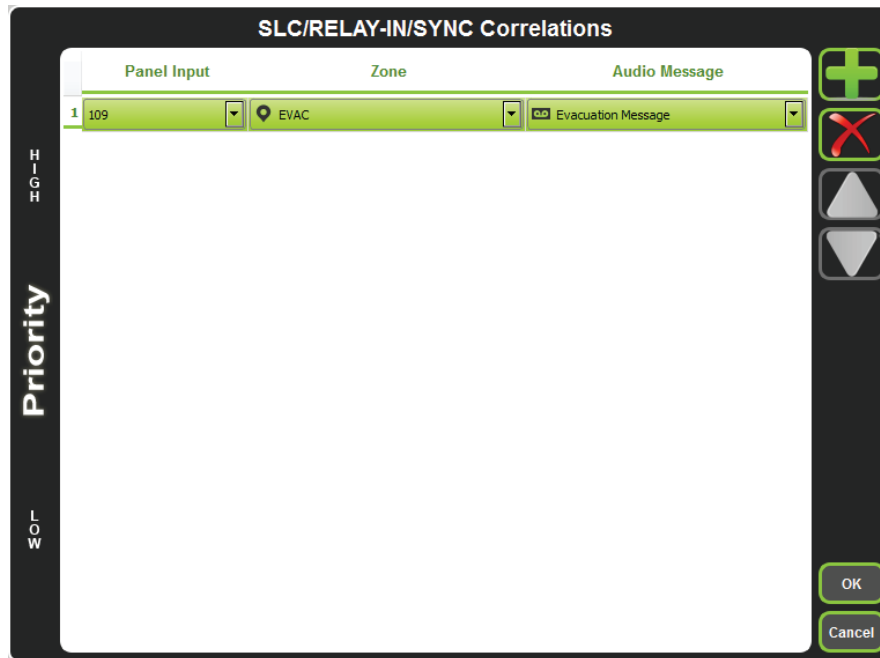 SLC/RELAY-IN/SYNC Correlations
Panel Input Zone Audio Message
1 109 EVAC Evacuation Message
HIGH
Priority
LOW
OK
Cancel